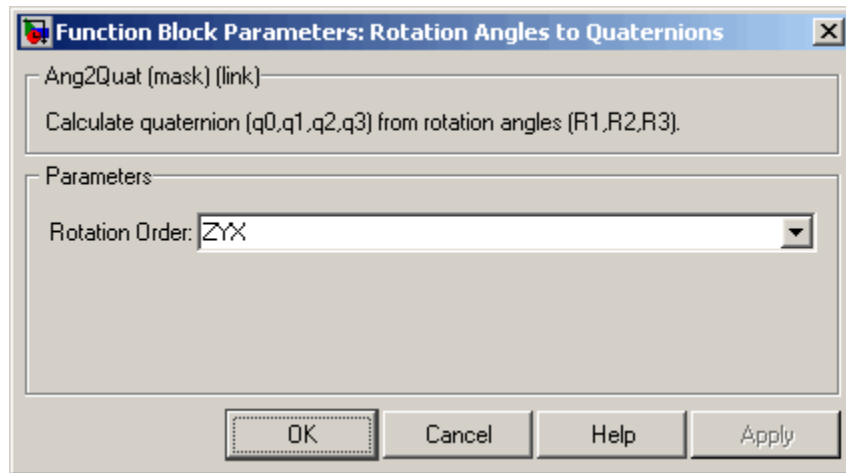 Function Block Parameters: Rotation Angles to Quaternions
Ang2Quat (mask) (link)
Calculate quaternion (q0,q1,q2,q3) from rotation angles (R1,R2,R3).
Parameters
Rotation Order: ZYX
OK Cancel Help Apply